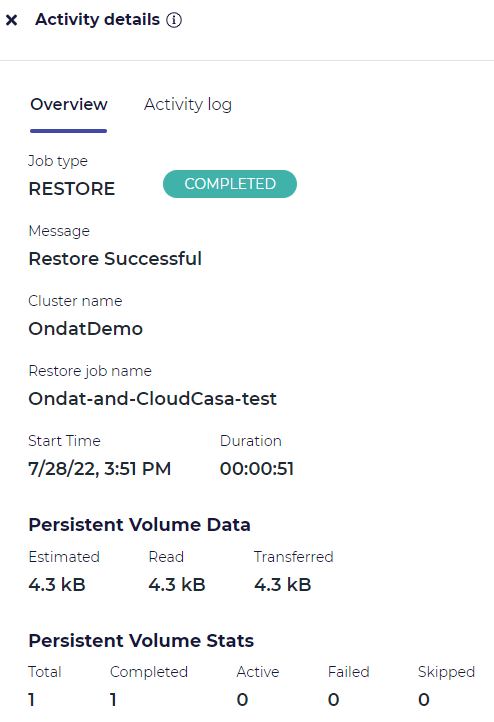 Activity details
Overview Activity log
Job type
RESTORE COMPLETED
Message
Restore Successful
Cluster name
OndatDemo
Restore job name
Ondat-and-CloudCasa-test
Start Time Duration
7/28/22, 3:51 PM 00:00:51
Persistent Volume Data
Estimated Read Transferred
4.3 kB 4.3 kB 4.3 kB
Persistent Volume Stats
Total Completed Active Failed Skipped
1 1 0 0 0